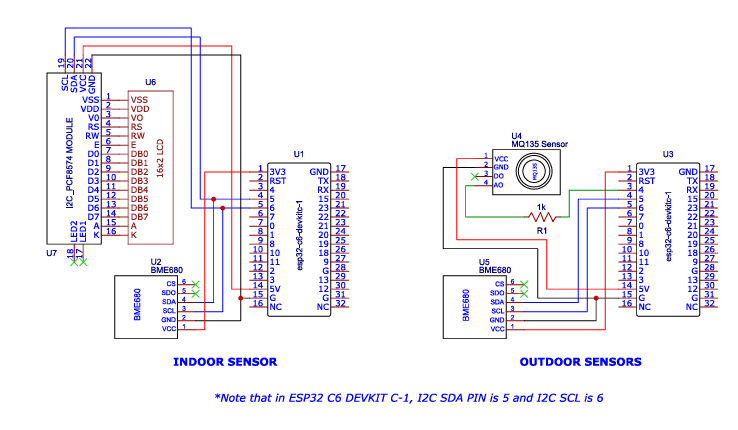 19
20
21
22
SCL
SDA
VCC
GND
I2C_PCF8574 MODULE
VSS 1
VDD 2
V0 3
RS 4
RW 5
E 6
D0 7
D1 8
D2 9
D3 10
D4 11
D5 12
D6 13
D7 14
A 15
K 16
LED2
LED1
18
17
U7
U6
VSS
VDD
VO
RS
RW
E
DB0
DB1
DB2
DB3
DB4
DB5
DB6
DB7
A
K
16x2 LCD
U1
1 3V3
2 RST
3 4
4 5
5 6
6 7
7 0
8 1
9 8
10 10
11 11
12 2
13 3
14 5V
15 G
16 NC
esp32-c6-devkitc-1
GND 17
TX 18
RX 19
15 20
23 21
22 22
21 23
20 24
19 25
18 26
9 27
G 28
13 29
12 30
G 31
NC 32
U2
BME680
BME680
CS 6
SDO 5
SDA 4
SCL 3
GND 2
VCC 1
INDOOR SENSOR
U4
MQ135 Sensor
1 VCC
2 GND
3 DO
4 AO
MQ135
1k
R1
U3
1 3V3
2 RST
3 4
4 5
5 6
6 7
7 0
8 1
9 8
10 10
11 11
12 2
13 3
14 5V
15 G
16 NC
esp32-c6-devkitc-1
GND 17
TX 18
RX 19
15 20
23 21
22 22
21 23
20 24
19 25
18 26
9 27
G 28
13 29
12 30
G 31
NC 32
U5
BME680
BME680
CS 6
SDO 5
SDA 4
SCL 3
GND 2
VCC 1
OUTDOOR SENSORS
*Note that in ESP32 C6 DEVKIT C-1, I2C SDA PIN is 5 and I2C SCL is 6